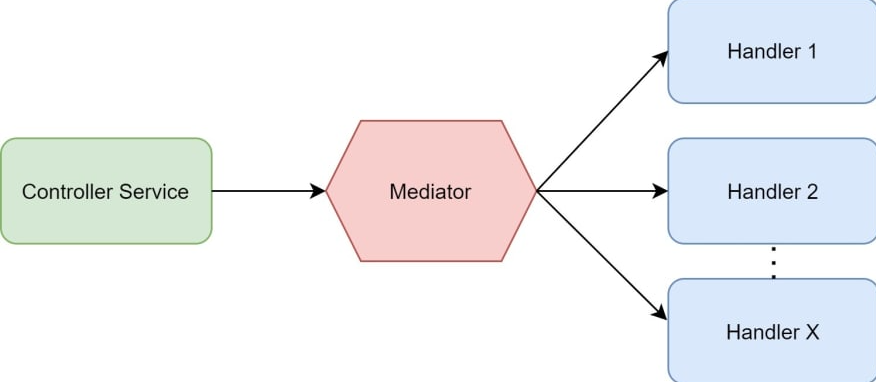 Handler 1
Controller Service
Mediator
Handler 2
Handler X